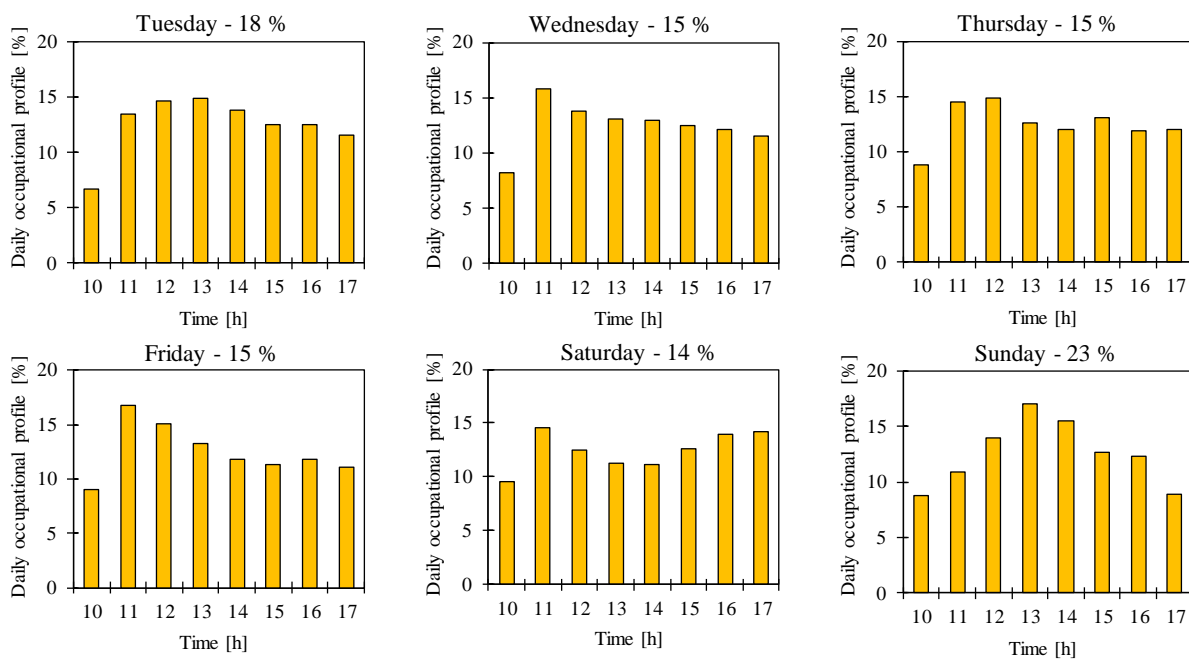 Tuesday - 18 %
Daily occupational profile [%]
20
15
10
5
0
10 11 12 13 14 15 16 17
Time [h]
Wednesday - 15 %
Daily occupational profile [%]
20
15
10
5
0
10 11 12 13 14 15 16 17
Time [h]
Thursday - 15 %
Daily occupational profile [%]
20
15
10
5
0
10 11 12 13 14 15 16 17
Time [h]
Friday - 15 %
Daily occupational profile [%]
20
15
10
5
0
10 11 12 13 14 15 16 17
Time [h]
Saturday - 14 %
Daily occupational profile [%]
20
15
10
5
0
10 11 12 13 14 15 16 17
Time [h]
Sunday - 23 %
Daily occupational profile [%]
20
15
10
5
0
10 11 12 13 14 15 16 17
Time [h]